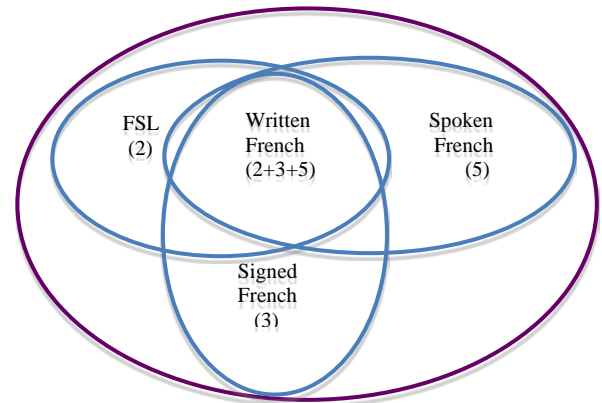 FSL
(2)
Written
French
(2+3+5)
Spoken
French
(5)
Signed
French
(3)